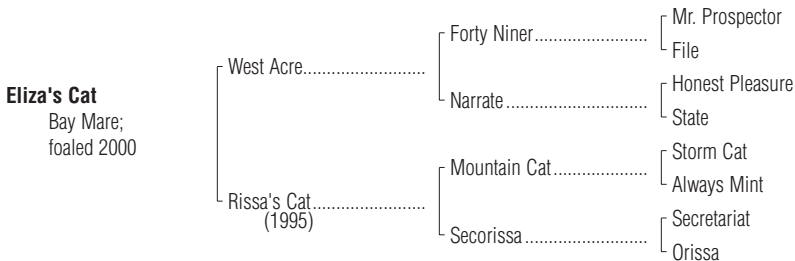 Mr. Prospector
Forty Niner
File
West Acre
Honest Pleasure
Narrate
State
Eliza's Cat
Bay Mare;
foaled 2000
Storm Cat
Mountain Cat
Always Mint
Rissa's Cat
(1995)
Secretariat
Secorissa
Orissa